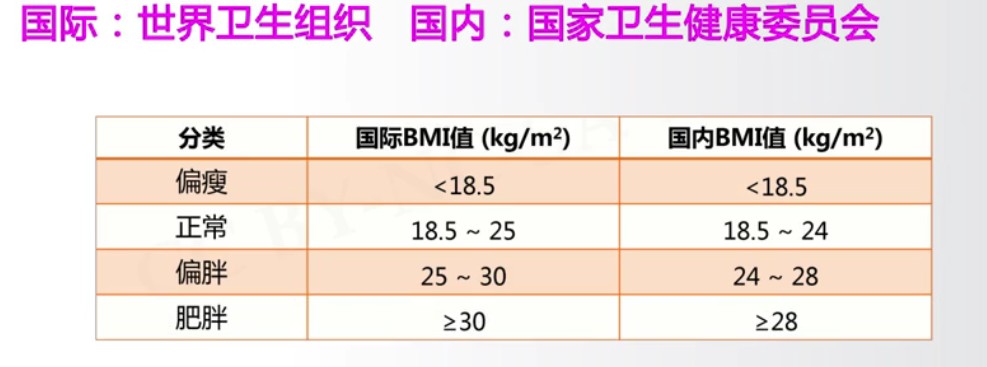 国际：世界卫生组织 国内：国家卫生健康委员会
分类 国际BMI值 (kg/m²) 国内BMI值 (kg/m²)
偏瘦 <18.5 <18.5
正常 18.5 ~ 25 18.5 ~ 24
偏胖 25 ~ 30 24 ~ 28
肥胖 ≥30 ≥28